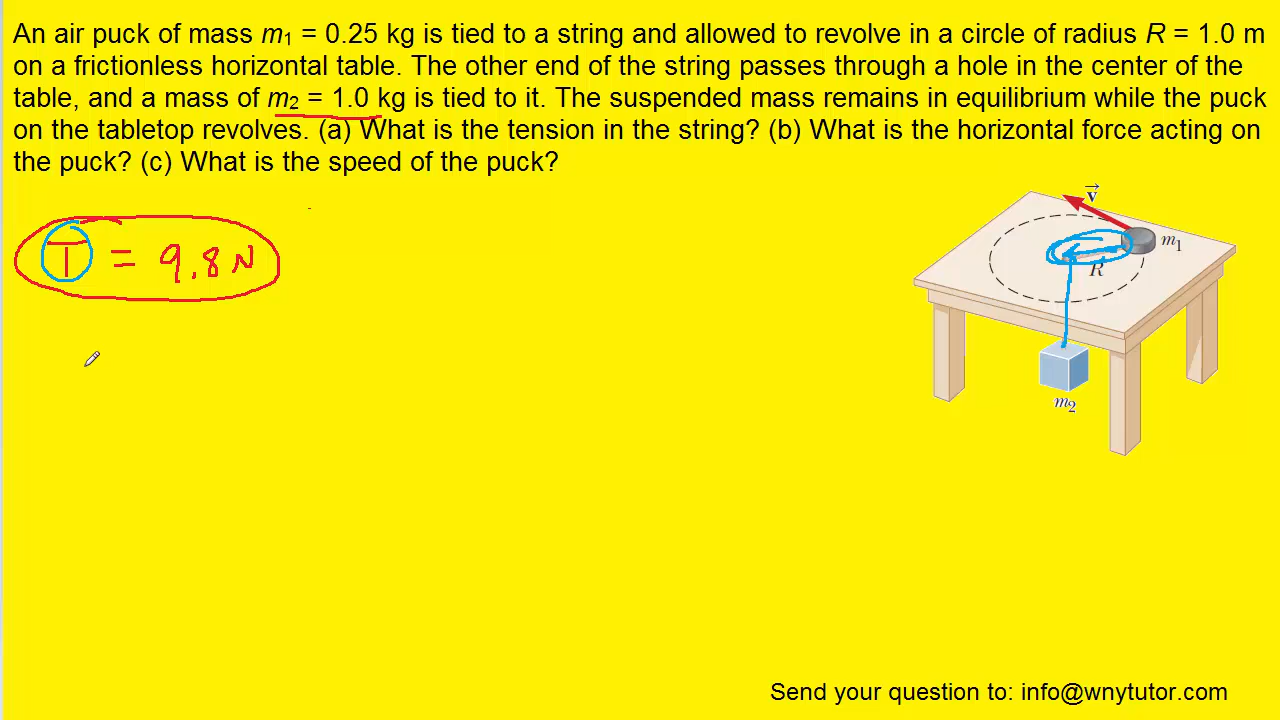 An air puck of mass m1 = 0.25 kg is tied to a string and allowed to revolve in a circle of radius R = 1.0 m
on a frictionless horizontal table. The other end of the string passes through a hole in the center of the
table, and a mass of m2 = 1.0 kg is tied to it. The suspended mass remains in equilibrium while the puck
on the tabletop revolves. (a) What is the tension in the string? (b) What is the horizontal force acting on
the puck? (c) What is the speed of the puck?
T = 9.8 N
v
m1
R
m2
Send your question to: info@wnytutor.com